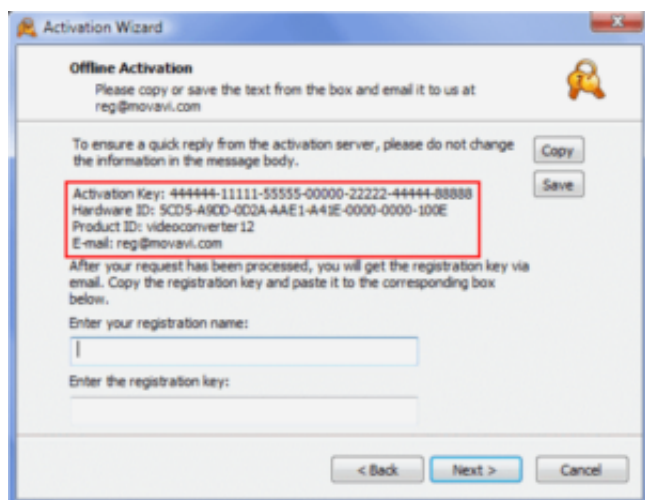 Activation Wizard
Offline Activation
Please copy or save the text from the box and email it to us at
reg@movavi.com
To ensure a quick reply from the activation server, please do not change
the information in the message body.
Copy
Save
Activation Key: 444444-11111-55555-00000-22222-44444-88888
Hardware ID: 5CD5-A9DD-0D2A-AAE1-A41E-0000-0000-100E
Product ID: videoconverter12
E-mail: reg@movavi.com
After your request has been processed, you will get the registration key via
email. Copy the registration key and paste it to the corresponding box
below.
Enter your registration name:
Enter the registration key:
< Back
Next >
Cancel